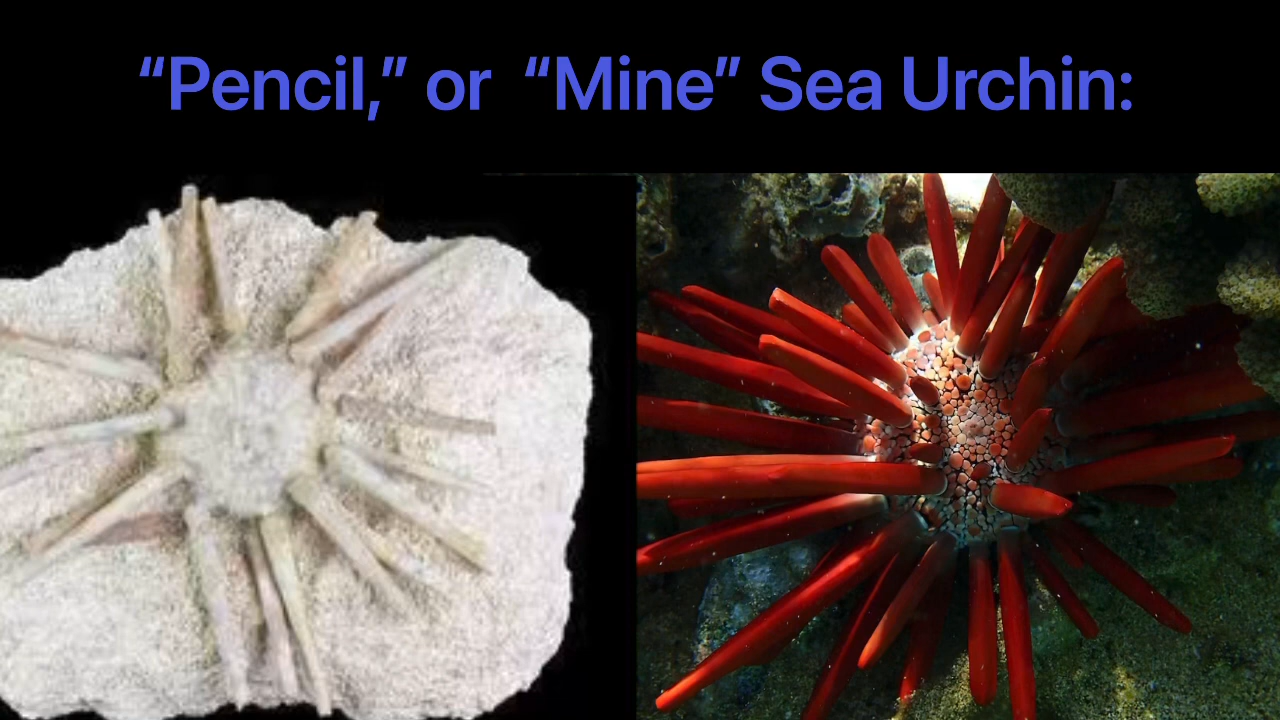 “Pencil,” or “Mine” Sea Urchin: